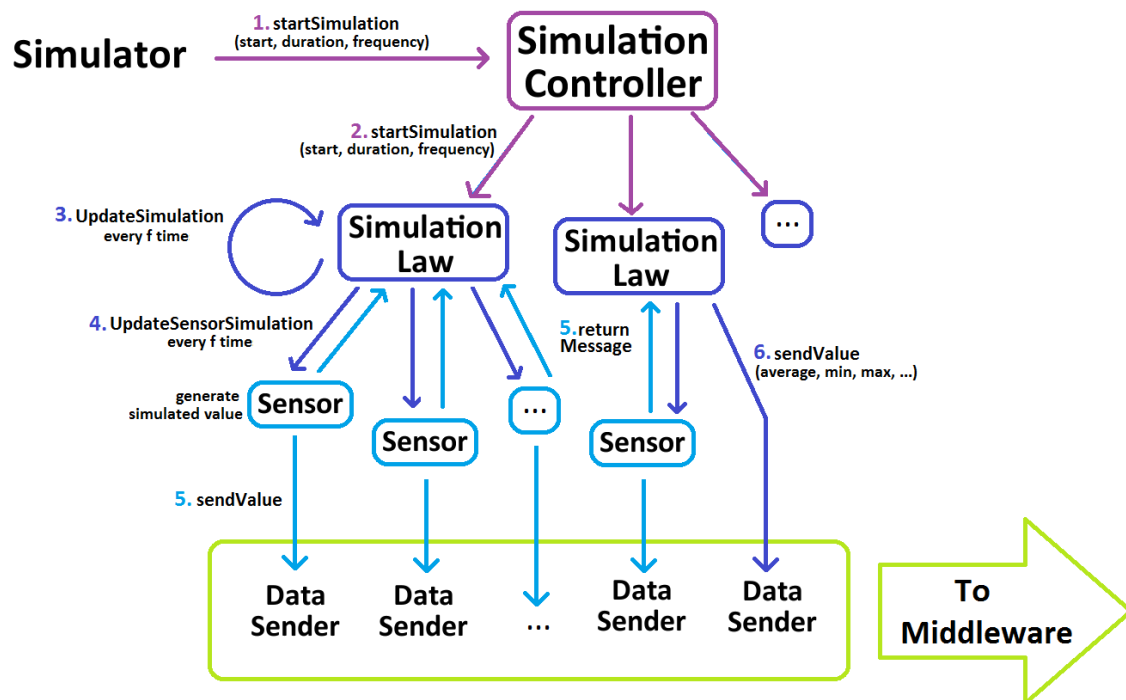 1. startSimulation
(start, duration, frequency)
Simulator
Simulation
Controller
2. startSimulation
(start, duration, frequency)
3. UpdateSimulation
every f time
Simulation
Law
Simulation
Law
...
4. UpdateSensorSimulation
every f time
5. return
Message
6. sendValue
(average, min, max, ...)
generate
simulated value
Sensor
Sensor
...
Sensor
5. sendValue
Data
Sender
Data
Sender
...
Data
Sender
Data
Sender
To
Middleware